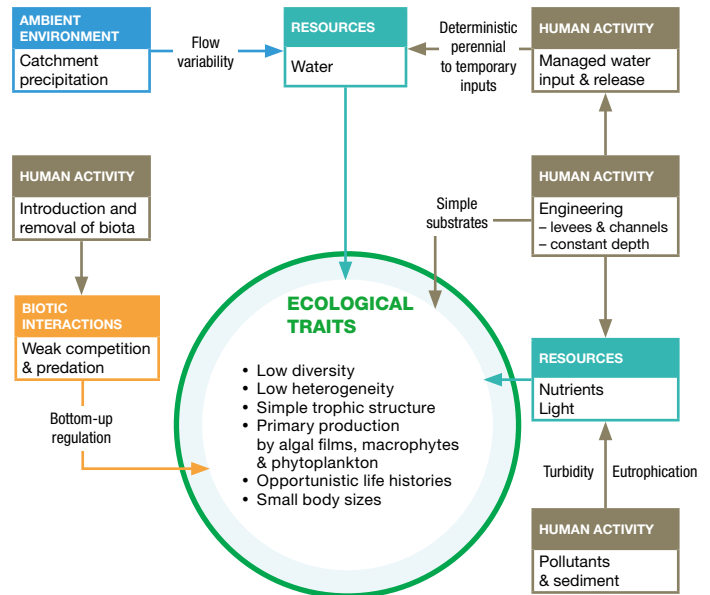 AMBIENT
ENVIRONMENT
Catchment
precipitation
Flow
variability
RESOURCES
Water
Deterministic
perennial
to temporary
inputs
HUMAN ACTIVITY
Managed water
input & release
HUMAN ACTIVITY
Introduction and
removal of biota
Simple
substrates
HUMAN ACTIVITY
Engineering
– levees & channels
– constant depth
BIOTIC
INTERACTIONS
Weak competition
& predation
Bottom-up
regulation
ECOLOGICAL
TRAITS
• Low diversity
• Low heterogeneity
• Simple trophic structure
• Primary production
by algal films, macrophytes
& phytoplankton
• Opportunistic life histories
• Small body sizes
RESOURCES
Nutrients
Light
Turbidity
Eutrophication
HUMAN ACTIVITY
Pollutants
& sediment